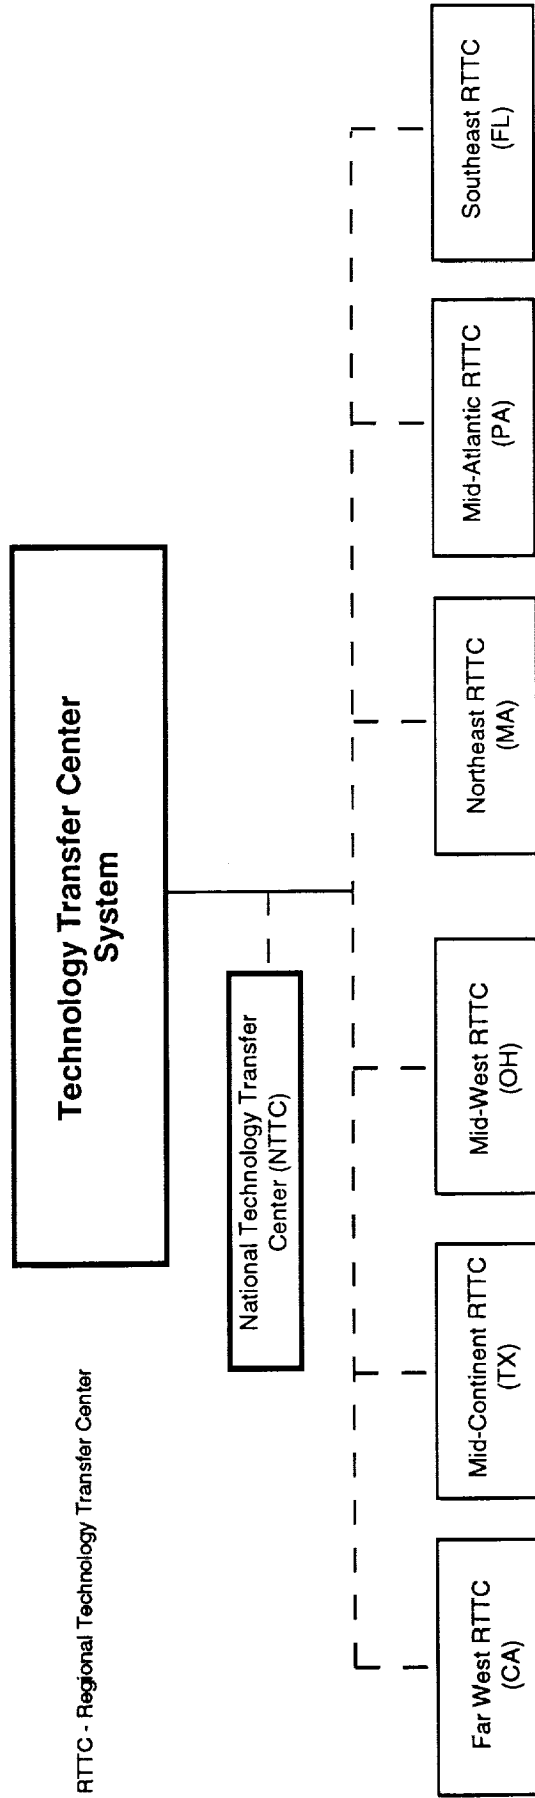 Technology Transfer Center
System
RTTC - Regional Technology Transfer Center
National Technology Transfer
Center (NTTC)
Far West RTTC
(CA)
Mid-Continent RTTC
(TX)
Mid-West RTTC
(OH)
Northeast RTTC
(MA)
Mid-Atlantic RTTC
(PA)
Southeast RTTC
(FL)